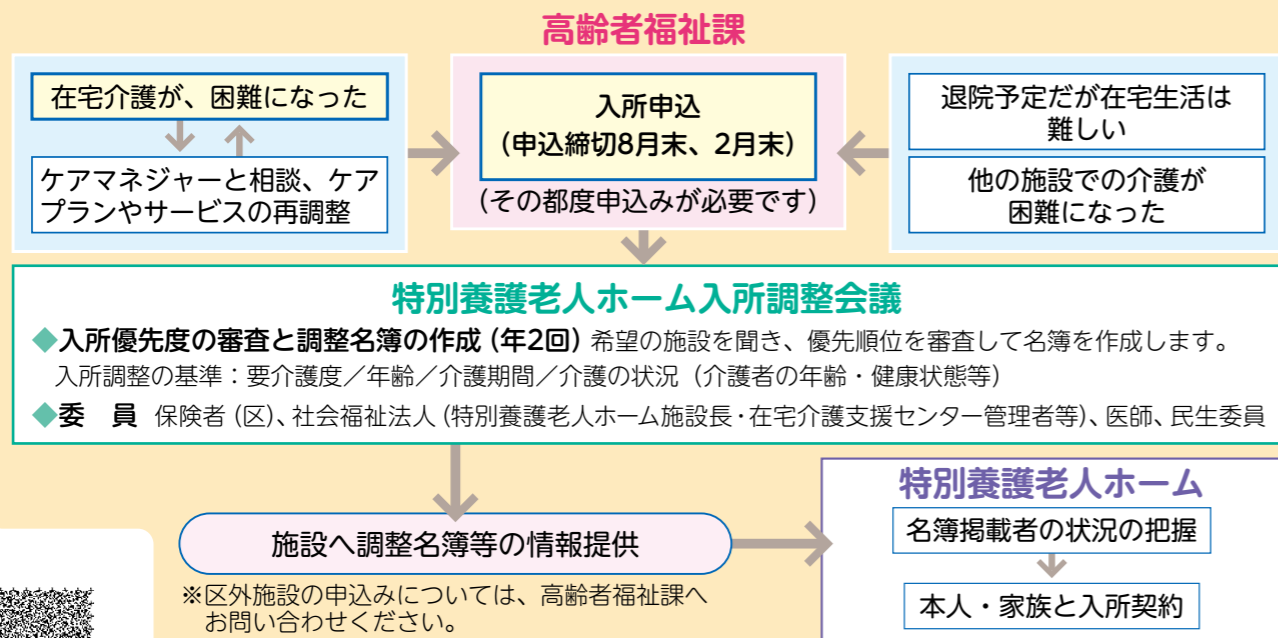 高齢者福祉課
在宅介護が、困難になった
ケアマネジャーと相談、ケア
プランやサービスの再調整
入所申込
(申込締切8月末、2月末)
(その都度申込みが必要です)
退院予定だが在宅生活は
難しい
他の施設での介護が
困難になった
特別養護老人ホーム入所調整会議
◆入所優先度の審査と調整名簿の作成(年2回) 希望の施設を聞き、優先順位を審査して名簿を作成します。
入所調整の基準：要介護度／年齢／介護期間／介護の状況（介護者の年齢・健康状態等）
◆委　員 保険者(区)、社会福祉法人(特別養護老人ホーム施設長・在宅介護支援センター管理者等)、医師、民生委員
施設へ調整名簿等の情報提供
※区外施設の申込みについては、高齢者福祉課へ
お問い合わせください。
特別養護老人ホーム
名簿掲載者の状況の把握
本人・家族と入所契約